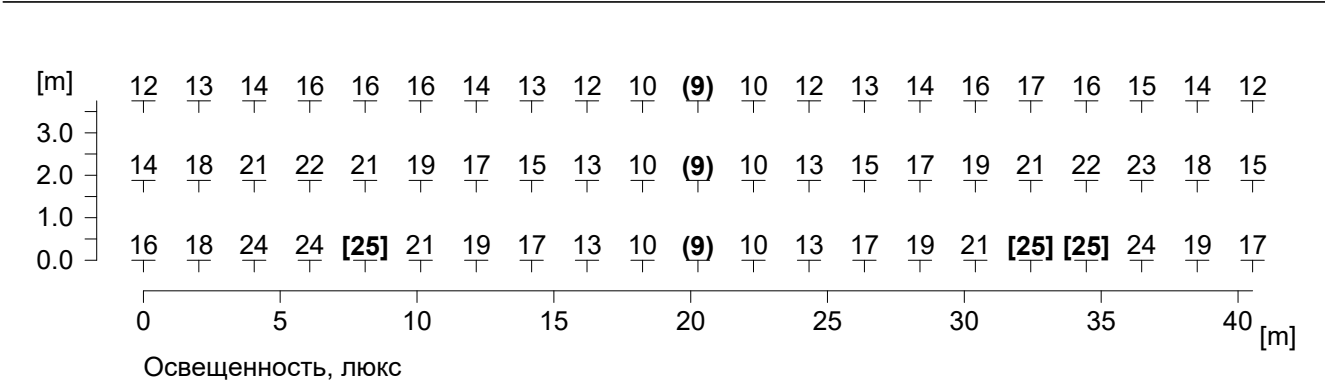 [m] 12 13 14 16 16 16 14 13 12 10 (9) 10 12 13 14 16 17 16 15 14 12
3.0
2.0 14 18 21 22 21 19 17 15 13 10 (9) 10 13 15 17 19 21 22 23 18 15
1.0
0.0 16 18 24 24 [25] 21 19 17 13 10 (9) 10 13 17 19 21 [25] [25] 24 19 17
0 5 10 15 20 25 30 35 40 [m]
Освещенность, люкс